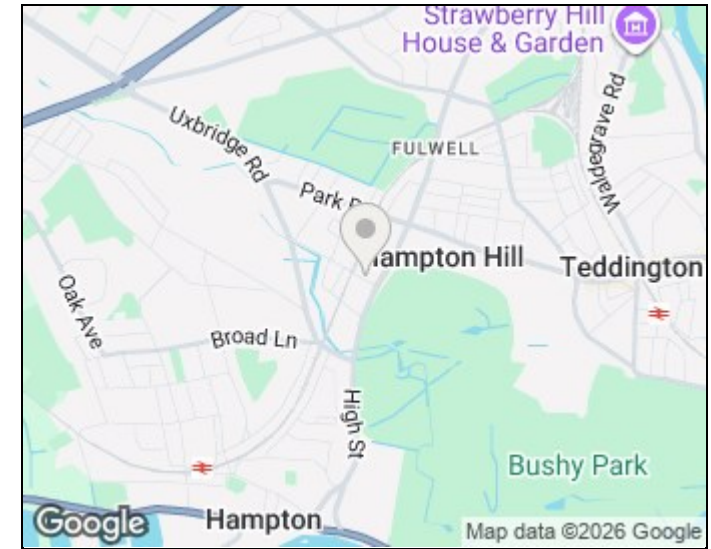 Strawberry Hill
House & Garden
Uxbridge Rd
FULWELL
Waldegrave Rd
Park
Hampton Hill
Teddington
Oak Ave
Broad Ln
High St
Bushy Park
Hampton
Google
Map data ©2026 Google